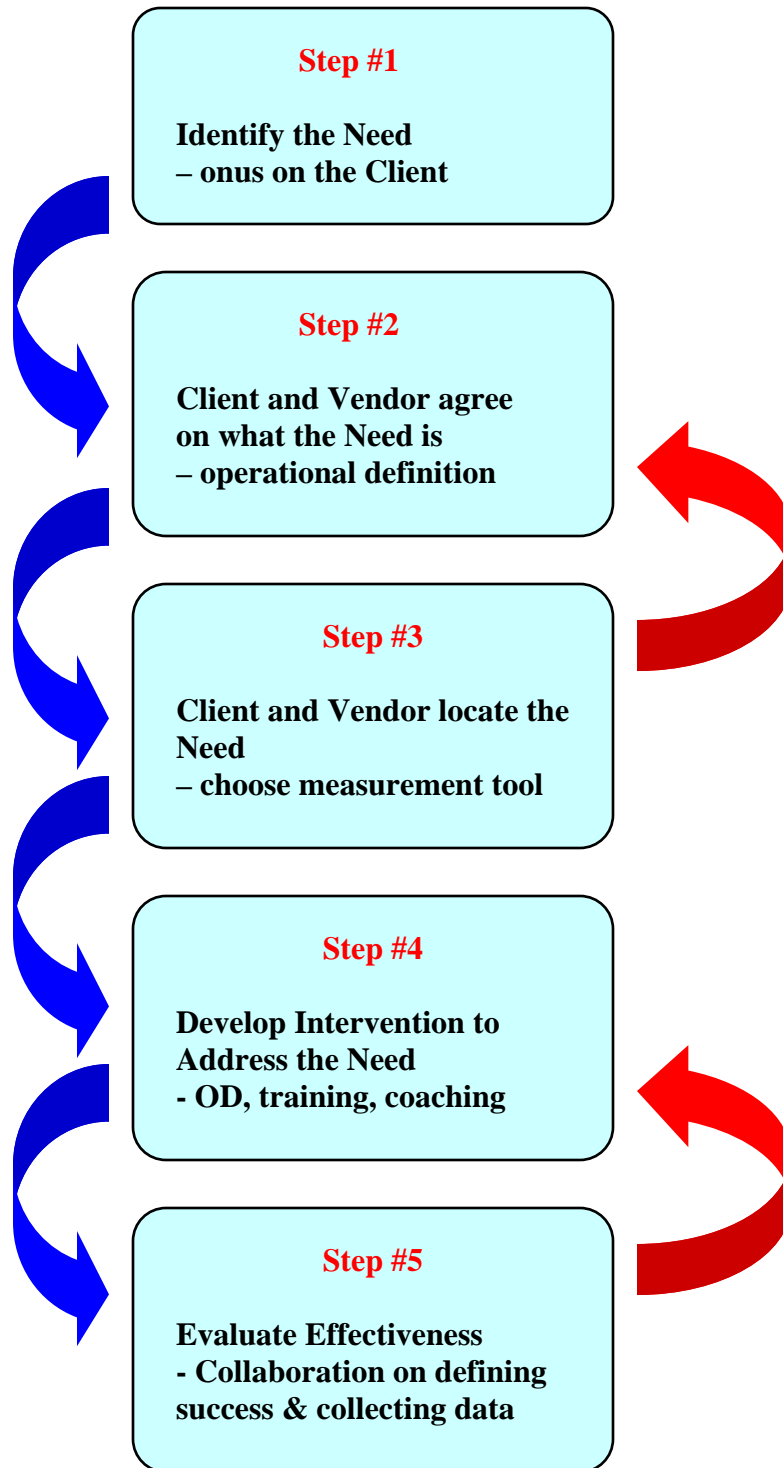 Step #1
Identify the Need
– onus on the Client
Step #2
Client and Vendor agree
on what the Need is
– operational definition
Step #3
Client and Vendor locate the
Need
– choose measurement tool
Step #4
Develop Intervention to
Address the Need
- OD, training, coaching
Step #5
Evaluate Effectiveness
- Collaboration on defining
success & collecting data